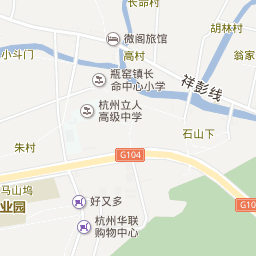 长命村
胡林村
微阁旅馆
小斗门
高村
翁家
瓶窑镇长
命中心小学
祥彭线
杭州立人
高级中学
石山下
朱村
G104
马山坞
业园
G10
好又多
杭州华联
购物中心